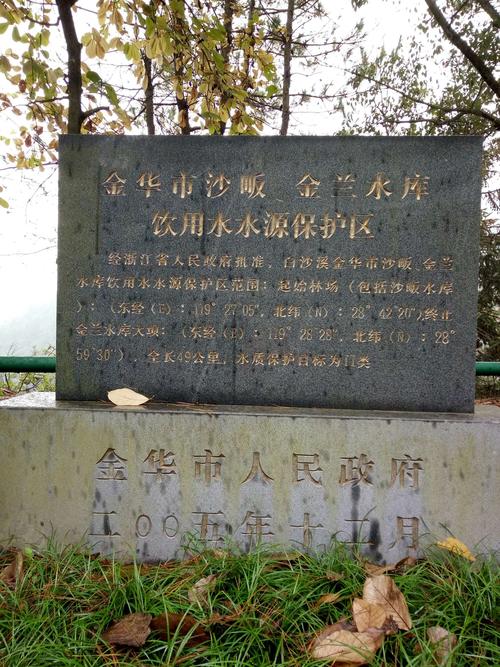 金华市沙畈、金兰水库
饮用水水源保护区
经浙江省人民政府批准，白沙溪金华市沙畈、金兰
水库饮用水水源保护区范围：起始林场（包括沙畈水库
）：（东经（E）：119°27′05″，北纬（N）：28°42′20″）终止
金兰水库大坝：（东经（E）：119°28′28″，北纬（N）：28°
59′30″），全长49公里，水质保护目标为II类
金华市人民政府
二00五年十二月